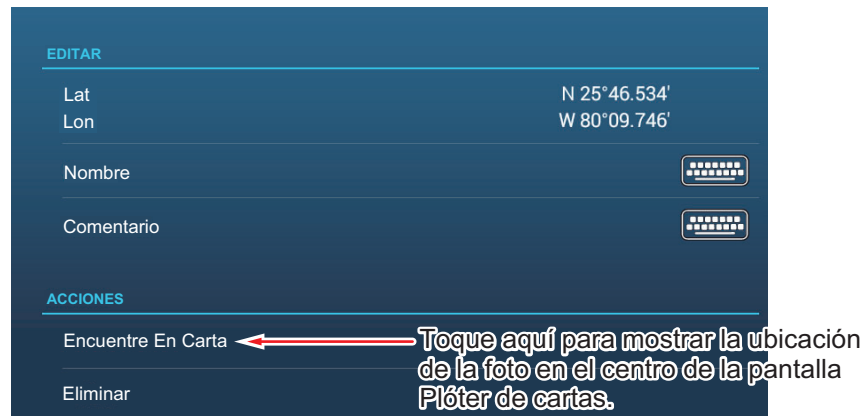 EDITAR
Lat N 25°46.534'
Lon W 80°09.746'
Nombre
Comentario
ACCIONES
Encuentre En Carta
Toque aquí para mostrar la ubicación
de la foto en el centro de la pantalla
Plóter de cartas.
Eliminar